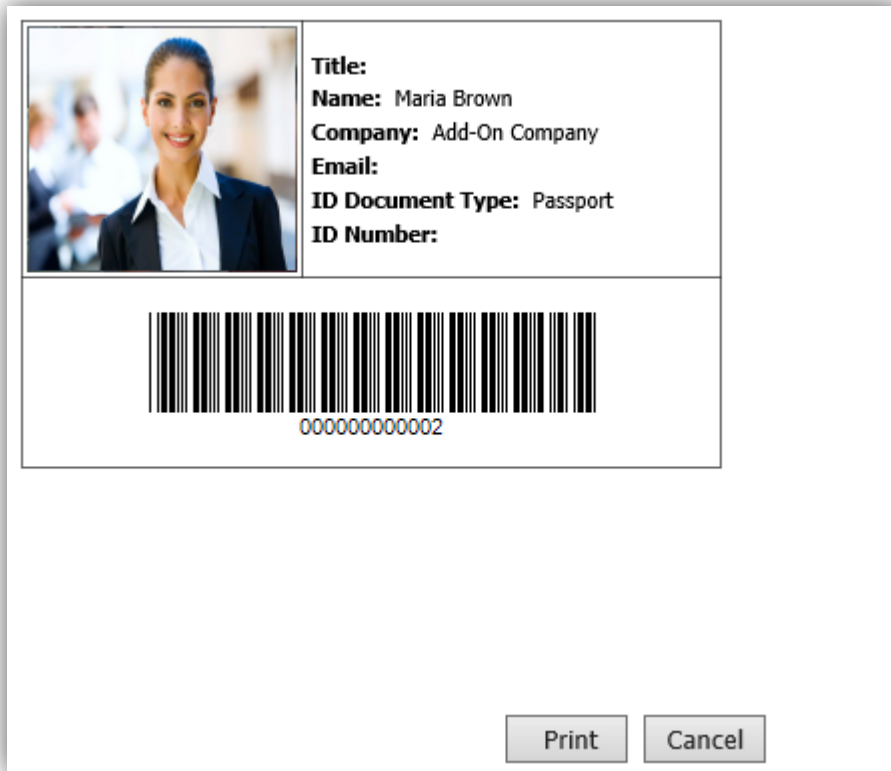 Title:
Name: Maria Brown
Company: Add-On Company
Email:
ID Document Type: Passport
ID Number:
000000000002
Print Cancel